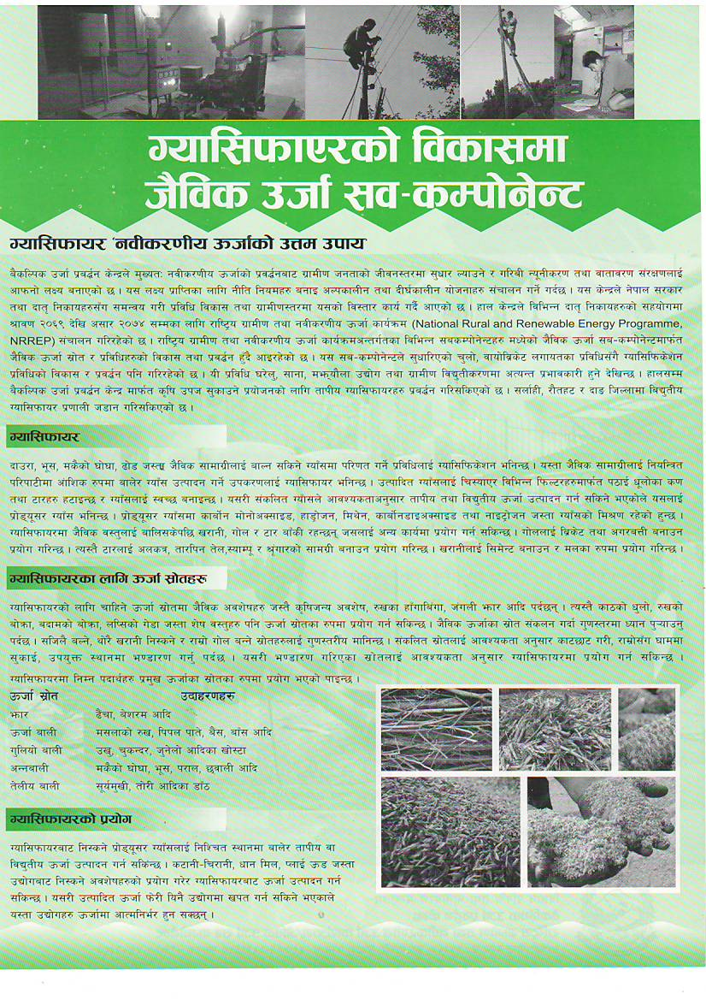 ग्यासिफाएरको विकासमा
जैविक उर्जा सव-कम्पोनेन्ट
ग्यासिफायर 'नवीकरणीय ऊर्जाको उत्तम उपाय'
बैकल्पिक उर्जा प्रबर्द्धन केन्द्रले मुख्यतः नवीकरणीय ऊर्जाको प्रवर्द्धनबाट ग्रामीण जनताको जीवनस्तरमा सुधार ल्याउने र गरिबी न्यूनीकरण तथा वातावरण संरक्षणलाई
आफनो लक्ष्य बनाएको छ । यस लक्ष्य प्राप्तिका लागि नीति नियमहरु बनाइ अल्पकालीन तथा दीर्घकालीन योजनाहरु संचालन गर्ने गर्दछ । यस केन्द्रले नेपाल सरकार
तथा दातृ निकायहरुसँग समन्वय गरी प्रविधि विकास तथा ग्रामीणस्तरमा यसको विस्तार कार्य गर्दै आएको छ । हाल केन्द्रले विभिन्न दातृ निकायहरुको सहयोगमा
श्रावण २०६९ देखि असार २०७४ सम्मका लागि राष्ट्रिय ग्रामीण तथा नवीकरणीय ऊर्जा कार्यक्रम (National Rural and Renewable Energy Programme,
NRREP) संचालन गरिरहेको छ । राष्ट्रिय ग्रामीण तथा नवीकरणीय ऊर्जा कार्यक्रमअन्तर्गतका विभिन्न सबकम्पोनेन्टहरु मध्येको जैविक ऊर्जा सब-कम्पोनेन्टमार्फत
जैविक ऊर्जा स्रोत र प्रविधिहरुको विकास तथा प्रबर्द्धन हुँदै आइरहेको छ । यस सब-कम्पोनेन्टले सुधारिएको चुलो, वायोब्रिकेट लगायतका प्रविधिसँगै ग्यासिफिकेशन
प्रविधिको विकास र प्रवर्द्धन पनि गरिरहेको छ । यी प्रविधि घरेलु, साना, मझ्यौला उद्योग तथा ग्रामीण बिद्युतीकरणमा अत्यन्त प्रभावकारी हुने देखिन्छ । हालसम्म
बैकल्पिक उर्जा प्रवर्द्धन केन्द्र मार्फत कृषि उपज सुकाउने प्रयोजनको लागि तापीय ग्यासिफायरहरु प्रबर्द्धन गरिसकिएको छ । सर्लाही, रौतहट र दाङ जिल्लामा बिद्युतीय
ग्यासिफायर प्रणाली जडान गरिसकिएको छ ।
ग्यासिफायर
दाउरा, भूस, मकैको घोघा, ढोड जस्ता जैविक सामाग्रीलाई बाल्न सकिने ग्याँसमा परिणत गर्ने प्रविधिलाई ग्यासिफिकेशन भनिन्छ । यस्ता जैविक सामाग्रीलाई नियन्त्रित
परिपाटीमा आंशिक रुपमा बालेर ग्याँस उत्पादन गर्ने उपकरणलाई ग्यासिफायर भनिन्छ । उत्पादित ग्याँसलाई चिस्याएर विभिन्न फिल्टरहरुमार्फत पठाई धूलोका कण
तथा टारहरु हटाइन्छ र ग्याँसलाई स्वच्छ बनाइन्छ । यसरी संकलित ग्याँसले आवश्यकताअनुसार तापीय तथा विद्युतीय ऊर्जा उत्पादन गर्न सकिने भएकोले यसलाई
प्रोड्यूसर ग्याँस भनिन्छ । प्रोड्यूसर ग्याँसमा कार्बोन मोनोअक्साइड, हाइड्रोजन, मिथेन, कार्बोनडाइअक्साइड तथा नाइट्रोजन जस्ता ग्याँसको मिश्रण रहेको हुन्छ ।
ग्यासिफायरमा जैविक वस्तुलाई बालिसकेपछि खरानी, गोल र टार बाँकी रहन्छन् जसलाई अन्य कार्यमा प्रयोग गर्न सकिन्छ । गोललाई ब्रिकेट तथा अगरबत्ती बनाउन
प्रयोग गरिन्छ । त्यस्तै टारलाई अलकत्र, तारपिन तेल,स्याम्पू र श्रृंगारको सामग्री बनाउन प्रयोग गरिन्छ । खरानीलाई सिमेन्ट बनाउन र मलका रुपमा प्रयोग गरिन्छ ।
ग्यासिफायरका लागि ऊर्जा स्रोतहरु
ग्यासिफायरको लागि चाहिने ऊर्जा स्रोतमा जैविक अवशेषहरु जस्तै कृषिजन्य अवशेष, रुखका हाँगाबिंगा, जंगली झार आदि पर्दछन् । त्यस्तै काठको धुलो, रुखको
बोक्रा, बदामको बोक्रा, लप्सिको गेडा जस्ता शेष वस्तुहरु पनि ऊर्जा स्रोतका रुपमा प्रयोग गर्न सकिन्छ । जैविक ऊर्जाका स्रोत संकलन गर्दा गुणस्तरमा ध्यान पुऱ्याउनु
पर्दछ । सजिलै बल्ने, थोरै खरानी निस्कने र राम्रो गोल बन्ने स्रोतहरुलाई गुणस्तरीय मानिन्छ । संकलित स्रोतलाई आवश्यकता अनुसार काटछाट गरी, राम्रोसँग घाममा
सुकाई, उपयुक्त स्थानमा भण्डारण गर्नु पर्दछ । यसरी भण्डारण गरिएका स्रोतलाई आवश्यकता अनुसार ग्यासिफायरमा प्रयोग गर्न सकिन्छ ।
ग्यासिफायरमा निम्न पदार्थहरु प्रमुख ऊर्जाका स्रोतका रुपमा प्रयोग भएको पाइन्छ ।
ऊर्जा स्रोत उदाहरणहरु
झार ढैंचा, बेशरम आदि
ऊर्जा बाली मसलाको रुख, पिपल पाते, बैंस, बाँस आदि
गुलियो बाली उखु, चुकन्दर, जुनेलो आदिका खोस्टा
अन्नबाली मकैको घोघा, भूस, पराल, छवाली आदि
तेलीय बाली सूर्यमुखी, तोरी आदिका डाँठ
ग्यासिफायरको प्रयोग
ग्यासिफायरबाट निस्कने प्रोड्यूसर ग्याँसलाई निश्चित स्थानमा बालेर तापीय वा
विद्युतीय ऊर्जा उत्पादन गर्न सकिन्छ । कटानी-चिरानी, धान मिल, प्लाई ऊड जस्ता
उद्योगबाट निस्कने अवशेषहरुको प्रयोग गरेर ग्यासिफायरबाट ऊर्जा उत्पादन गर्न
सकिन्छ । यसरी उत्पादित ऊर्जा फेरी यिनै उद्योगमा खपत गर्न सकिने भएकाले
यस्ता उद्योगहरु ऊर्जामा आत्मनिर्भर हुन सक्छन् ।